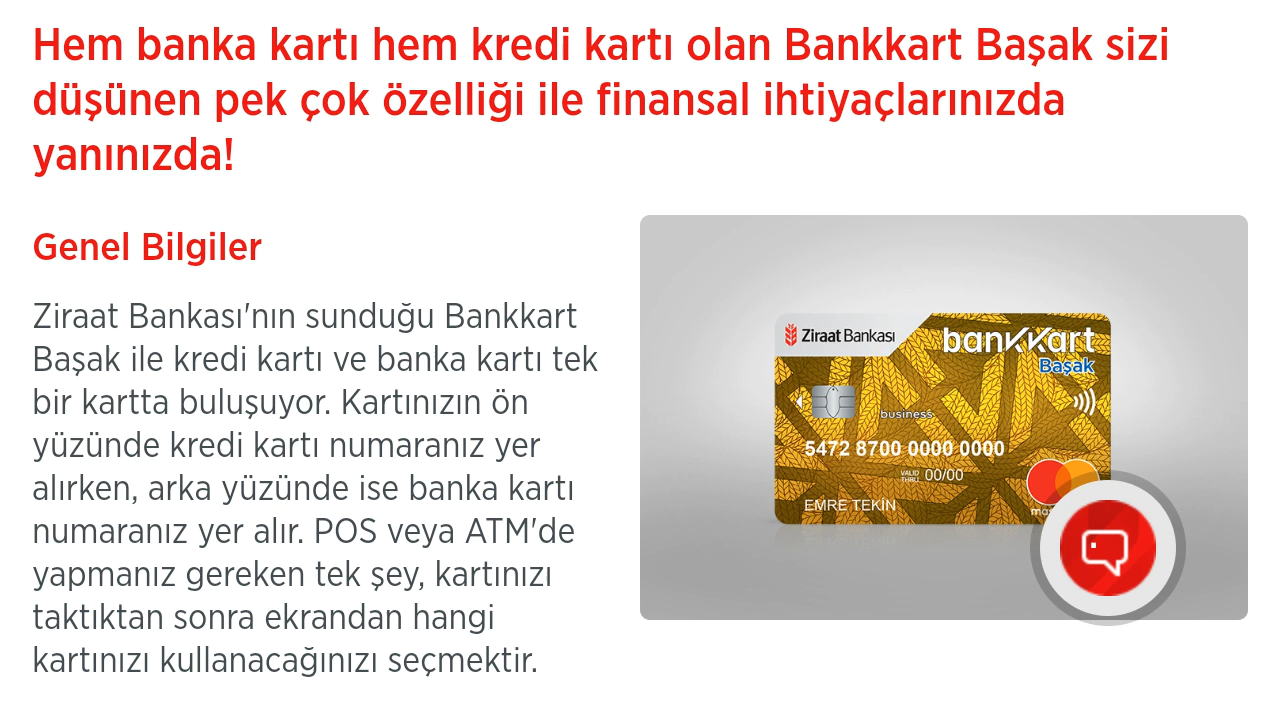 Hem banka kartı hem kredi kartı olan Bankkart Başak sizi
düşünen pek çok özelliği ile finansal ihtiyaçlarınızda
yanınızda!
Genel Bilgiler
Ziraat Bankası'nın sunduğu Bankkart
Başak ile kredi kartı ve banka kartı tek
bir kartta buluşuyor. Kartınızın ön
yüzünde kredi kartı numaranız yer
alırken, arka yüzünde ise banka kartı
numaranız yer alır. POS veya ATM'de
yapmanız gereken tek şey, kartınızı
taktıktan sonra ekrandan hangi
kartınızı kullanacağınızı seçmektir.
Ziraat Bankası
bankkart
Başak
business
5472 8700 0000 0000
VALID
THRU 00/00
EMRE TEKİN